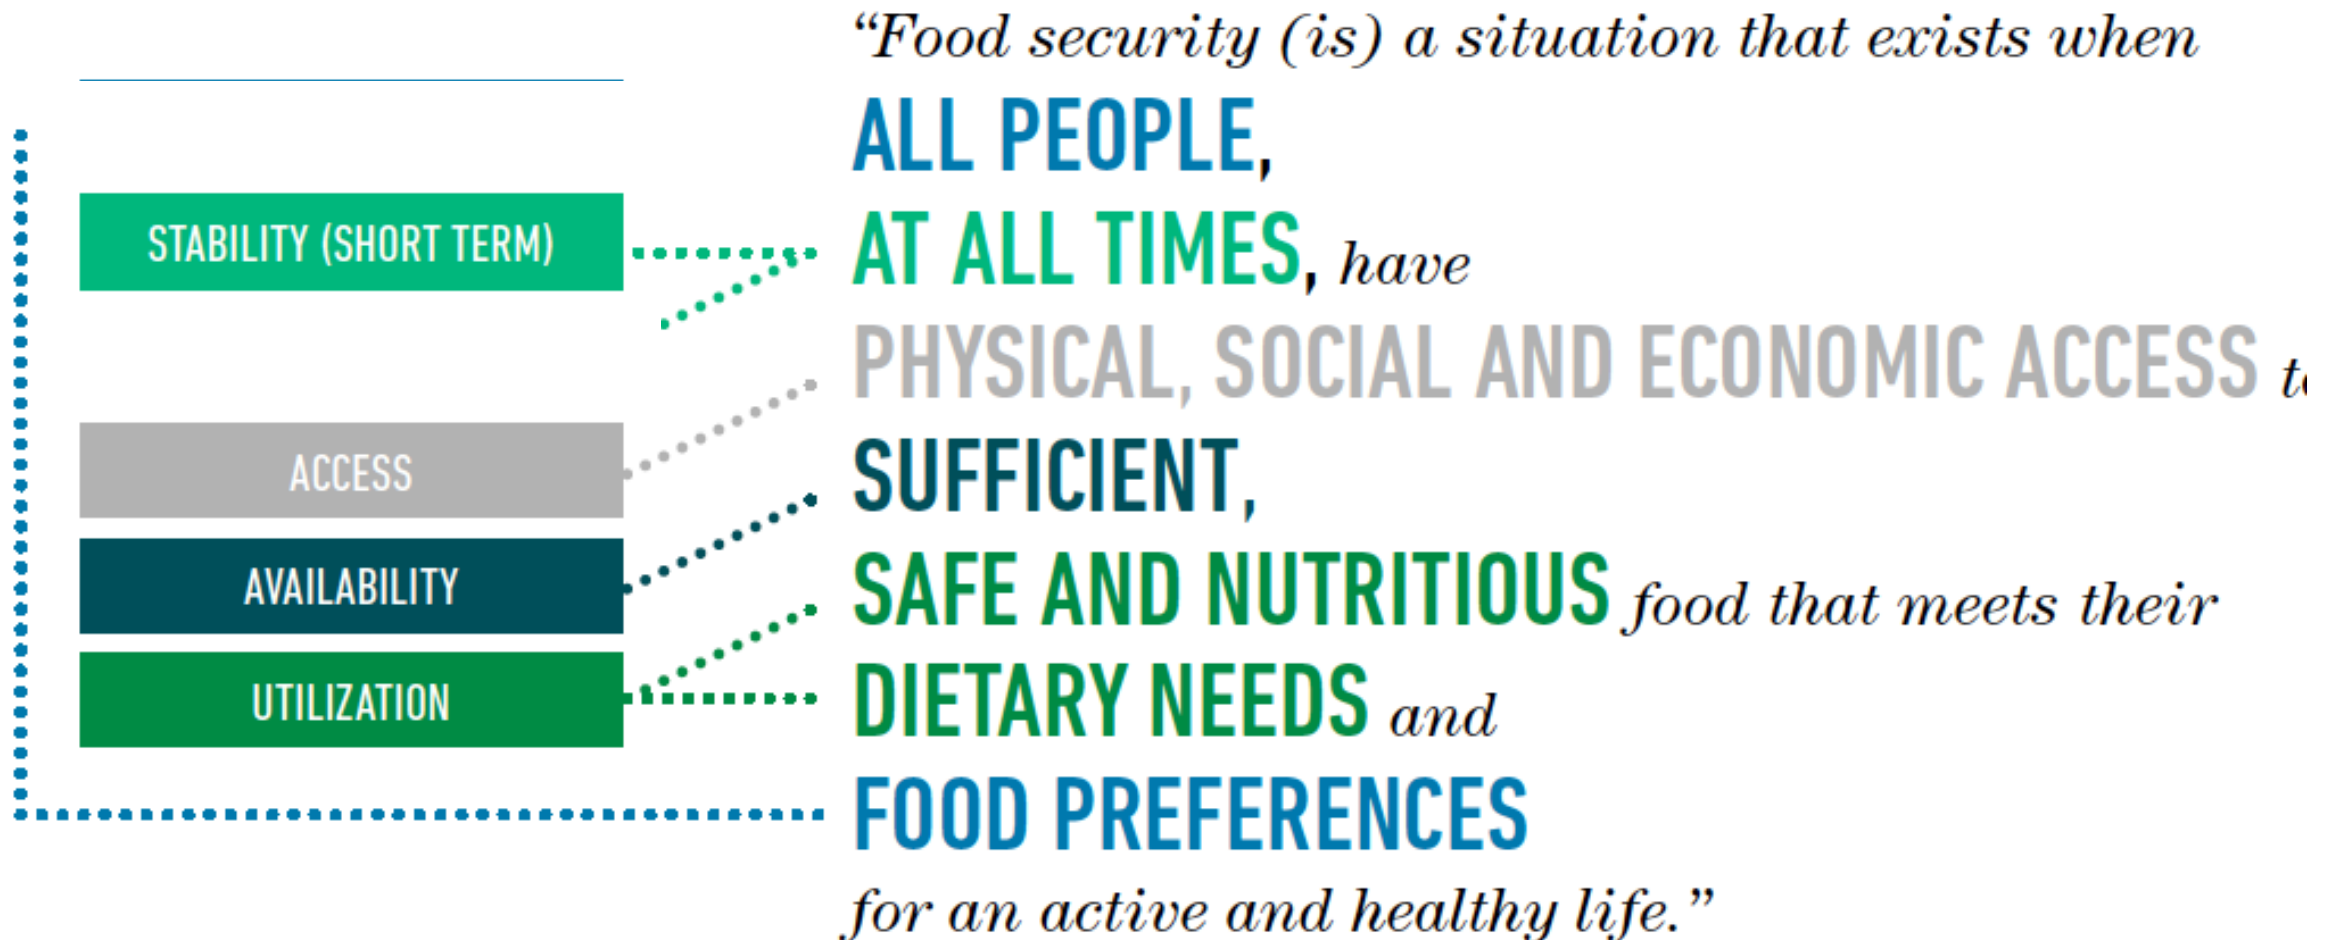 “Food security (is) a situation that exists when
ALL PEOPLE,
STABILITY (SHORT TERM)
AT ALL TIMES, have
PHYSICAL, SOCIAL AND ECONOMIC ACCESS
ACCESS
SUFFICIENT,
AVAILABILITY
SAFE AND NUTRITIOUS food that meets their
UTILIZATION
DIETARY NEEDS and
FOOD PREFERENCES
for an active and healthy life.”